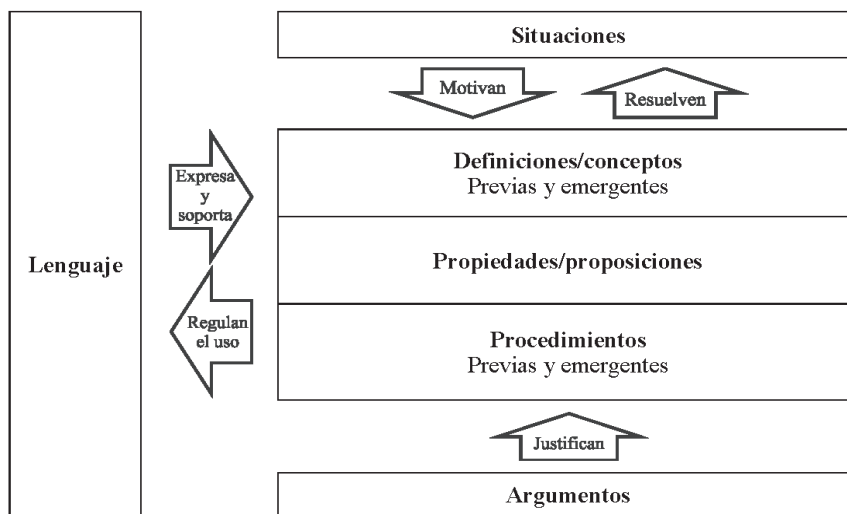 Situaciones
Motivan
Resuelven
Definiciones/conceptos
Previas y emergentes
Expresa
y
soporta
Lenguaje
Propiedades/proposiciones
Regulan
el uso
Procedimientos
Previas y emergentes
Justifican
Argumentos